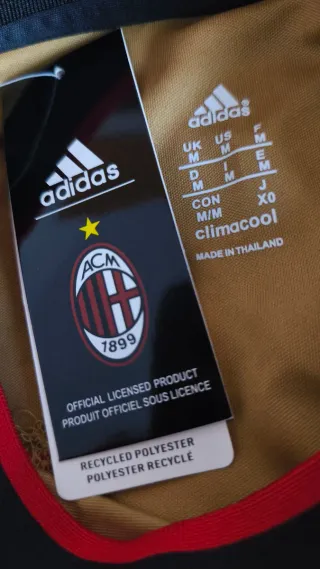 adidas
ACM
1899
OFFICIAL LICENSED PRODUCT
PRODUIT OFFICIEL SOUS LICENCE
RECYCLED POLYESTER
POLYESTER RECYCLÉ
adidas®
UK US F
M M M
D I E
M M M
CON J
M/M XO
climacool
MADE IN THAILAND